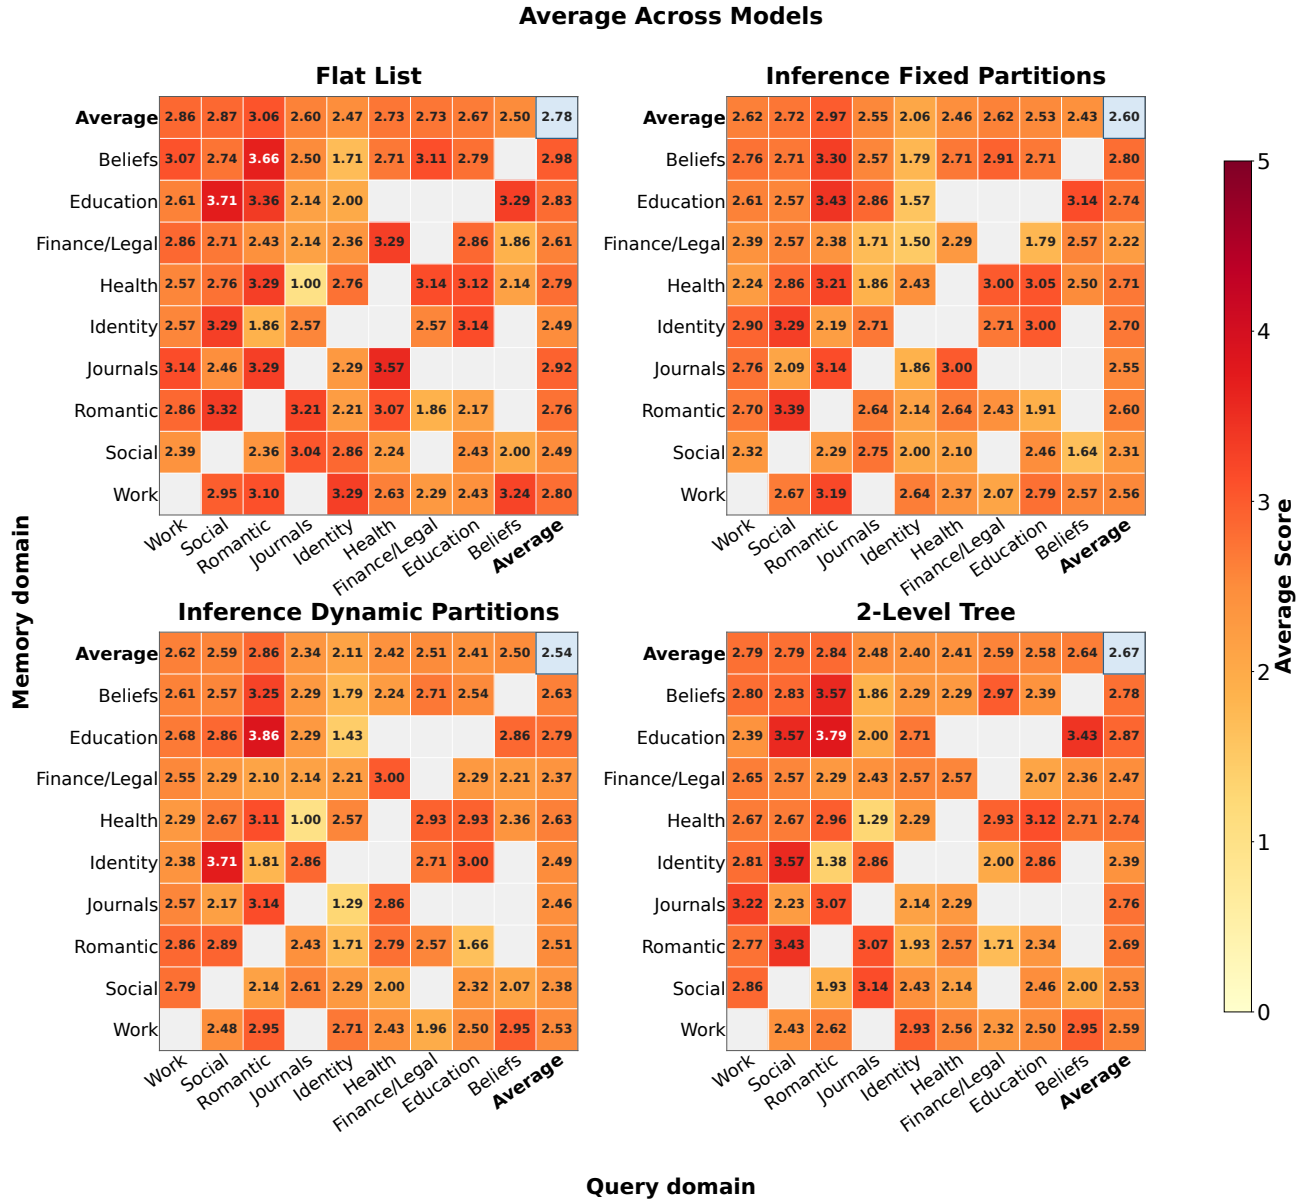 Average Across Models
Flat List
Average 2.86 2.87 3.06 2.60 2.47 2.73 2.73 2.67 2.50 2.78
Beliefs 3.07 2.74 3.66 2.50 1.71 2.71 3.11 2.79 2.98
Education 2.61 3.71 3.36 2.14 2.00 3.29 2.83
Finance/Legal 2.86 2.71 2.43 2.14 2.36 3.29 2.86 1.86 2.61
Health 2.57 2.76 3.29 1.00 2.76 3.14 3.12 2.14 2.79
Identity 2.57 3.29 1.86 2.57 2.57 3.14 2.49
Journals 3.14 2.46 3.29 2.29 3.57 2.92
Romantic 2.86 3.32 3.21 2.21 3.07 1.86 2.17 2.76
Social 2.39 2.36 3.04 2.86 2.24 2.43 2.00 2.49
Work 2.95 3.10 3.29 2.63 2.29 2.43 3.24 2.80
Work Social Romantic Journals Identity Health Finance/Legal Education Beliefs Average
Inference Fixed Partitions
Average 2.62 2.72 2.97 2.55 2.06 2.46 2.62 2.53 2.43 2.60
Beliefs 2.76 2.71 3.30 2.57 1.79 2.71 2.91 2.71 2.80
Education 2.61 2.57 3.43 2.86 1.57 3.14 2.74
Finance/Legal 2.39 2.57 2.38 1.71 1.50 2.29 1.79 2.57 2.22
Health 2.24 2.86 3.21 1.86 2.43 3.00 3.05 2.50 2.71
Identity 2.90 3.29 2.19 2.71 2.71 3.00 2.70
Journals 2.76 2.09 3.14 1.86 3.00 2.55
Romantic 2.70 3.39 2.64 2.14 2.64 2.43 1.91 2.60
Social 2.32 2.29 2.75 2.00 2.10 2.46 1.64 2.31
Work 2.67 3.19 2.64 2.37 2.07 2.79 2.57 2.56
Work Social Romantic Journals Identity Health Finance/Legal Education Beliefs Average
Inference Dynamic Partitions
Average 2.62 2.59 2.86 2.34 2.11 2.42 2.51 2.41 2.50 2.54
Beliefs 2.61 2.57 3.25 2.29 1.79 2.24 2.71 2.54 2.63
Education 2.68 2.86 3.86 2.29 1.43 2.86 2.79
Finance/Legal 2.55 2.29 2.10 2.14 2.21 3.00 2.29 2.21 2.37
Health 2.29 2.67 3.11 1.00 2.57 2.93 2.93 2.36 2.63
Identity 2.38 3.71 1.81 2.86 2.71 3.00 2.49
Journals 2.57 2.17 3.14 1.29 2.86 2.46
Romantic 2.86 2.89 2.43 1.71 2.79 2.57 1.66 2.51
Social 2.79 2.14 2.61 2.29 2.00 2.32 2.07 2.38
Work 2.48 2.95 2.71 2.43 1.96 2.50 2.95 2.53
Work Social Romantic Journals Identity Health Finance/Legal Education Beliefs Average
2-Level Tree
Average 2.79 2.79 2.84 2.48 2.40 2.41 2.59 2.58 2.64 2.67
Beliefs 2.80 2.83 3.57 1.86 2.29 2.29 2.97 2.39 2.78
Education 2.39 3.57 3.79 2.00 2.71 3.43 2.87
Finance/Legal 2.65 2.57 2.29 2.43 2.57 2.57 2.07 2.36 2.47
Health 2.67 2.67 2.96 1.29 2.29 2.93 3.12 2.71 2.74
Identity 2.81 3.57 1.38 2.86 2.00 2.86 2.39
Journals 3.22 2.23 3.07 2.14 2.29 2.76
Romantic 2.77 3.43 3.07 1.93 2.57 1.71 2.34 2.69
Social 2.86 1.93 3.14 2.43 2.14 2.46 2.00 2.53
Work 2.43 2.62 2.93 2.56 2.32 2.50 2.95 2.59
Work Social Romantic Journals Identity Health Finance/Legal Education Beliefs Average
Memory domain
Query domain
5
4
3
2
1
0
Average Score